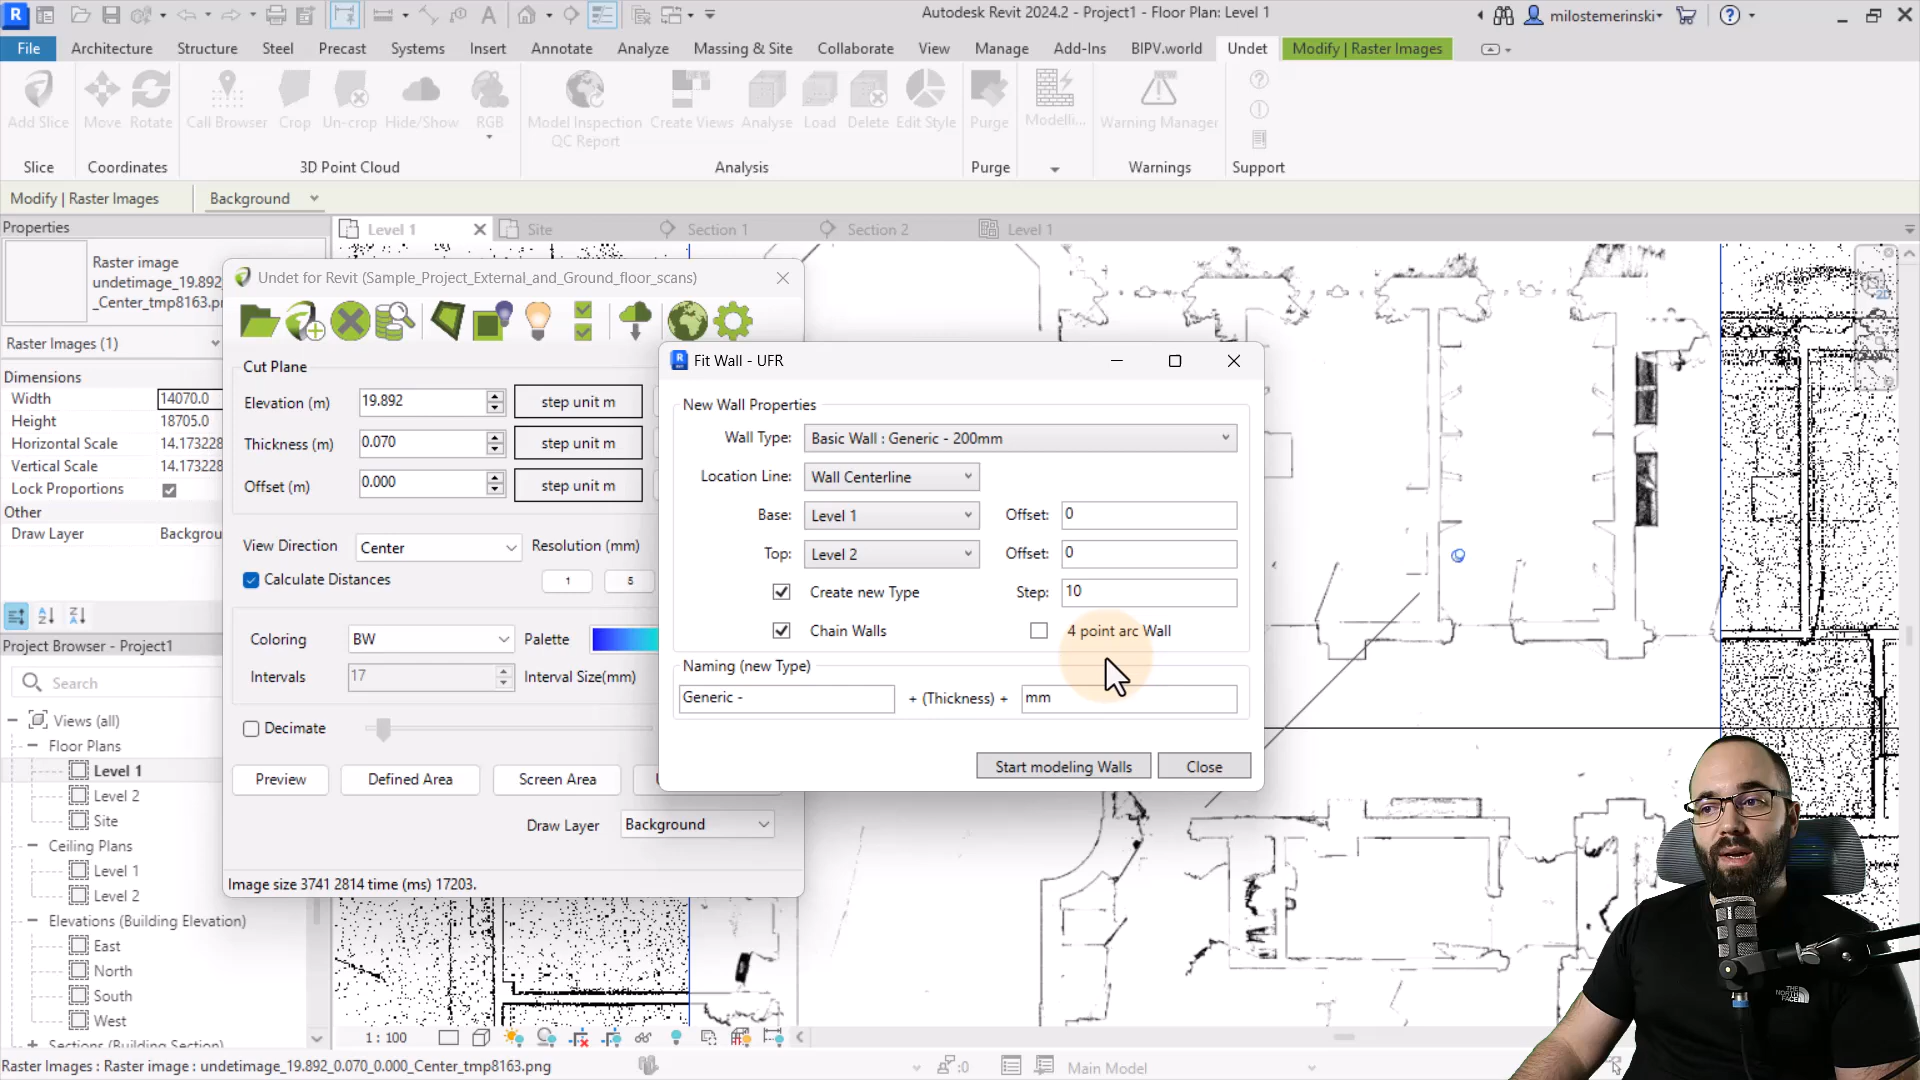 Autodesk Revit 2024.2 - Project1 - Floor Plan: Level 1
milostemerinski
File Architecture Structure Steel Precast Systems Insert Annotate Analyze Massing & Site Collaborate View Manage Add-Ins BIPV.world Undet Modify | Raster Images
Add Slice Move Rotate Call Browser Crop Un-crop Hide/Show RGB Model Inspection Create Views Analyse Load Delete Edit Style Purge Modelli... Warning Manager
QC Report
Slice Coordinates 3D Point Cloud Analysis Purge Warnings Support
Modify | Raster Images Background
Properties
Level 1 Site Section 1 Section 2 Level 1
Raster image
undetimage_19.892
_Center_tmp8163.p
Raster Images (1)
Dimensions
Width 14070.0
Height 18705.0
Horizontal Scale 14.173228
Vertical Scale 14.173228
Lock Proportions
Other
Draw Layer Backgrou
Project Browser - Project1
Search
Views (all)
Floor Plans
Level 1
Level 2
Site
Ceiling Plans
Level 1
Level 2
Elevations (Building Elevation)
East
North
South
West
Sections (Building Section)
Undet for Revit (Sample_Project_External_and_Ground_floor_scans)
Cut Plane
Elevation (m) 19.892 step unit m
Thickness (m) 0.070 step unit m
Offset (m) 0.000 step unit m
View Direction Center Resolution (mm)
Calculate Distances 1 5
Coloring BW Palette
Intervals 17 Interval Size(mm)
Decimate
Preview Defined Area Screen Area
Draw Layer Background
Image size 3741 2814 time (ms) 17203.
Fit Wall - UFR
New Wall Properties
Wall Type: Basic Wall : Generic - 200mm
Location Line: Wall Centerline
Base: Level 1 Offset: 0
Top: Level 2 Offset: 0
Create new Type Step: 10
Chain Walls 4 point arc Wall
Naming (new Type)
Generic - + (Thickness) + mm
Start modeling Walls Close
THE
NORTH
FACE
1 : 100
Raster Images : Raster image : undetimage_19.892_0.070_0.000_Center_tmp8163.png
:0 Main Model